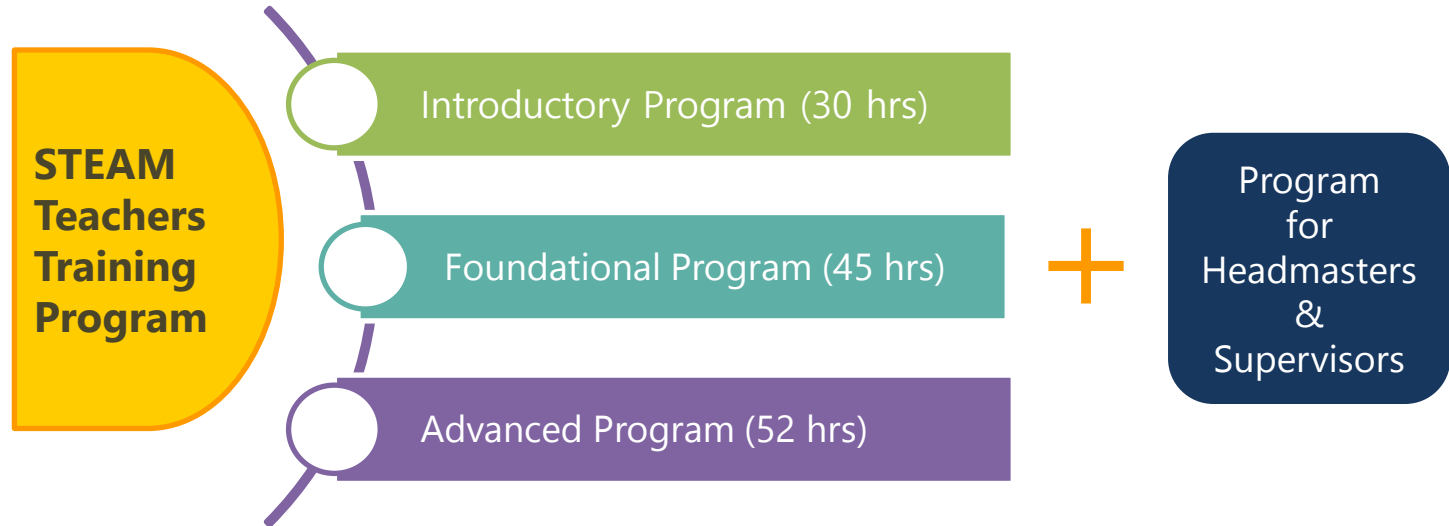 STEAM
Teachers
Training
Program
Introductory Program (30 hrs)
Foundational Program (45 hrs)
Advanced Program (52 hrs)
+
Program
for
Headmasters
&
Supervisors